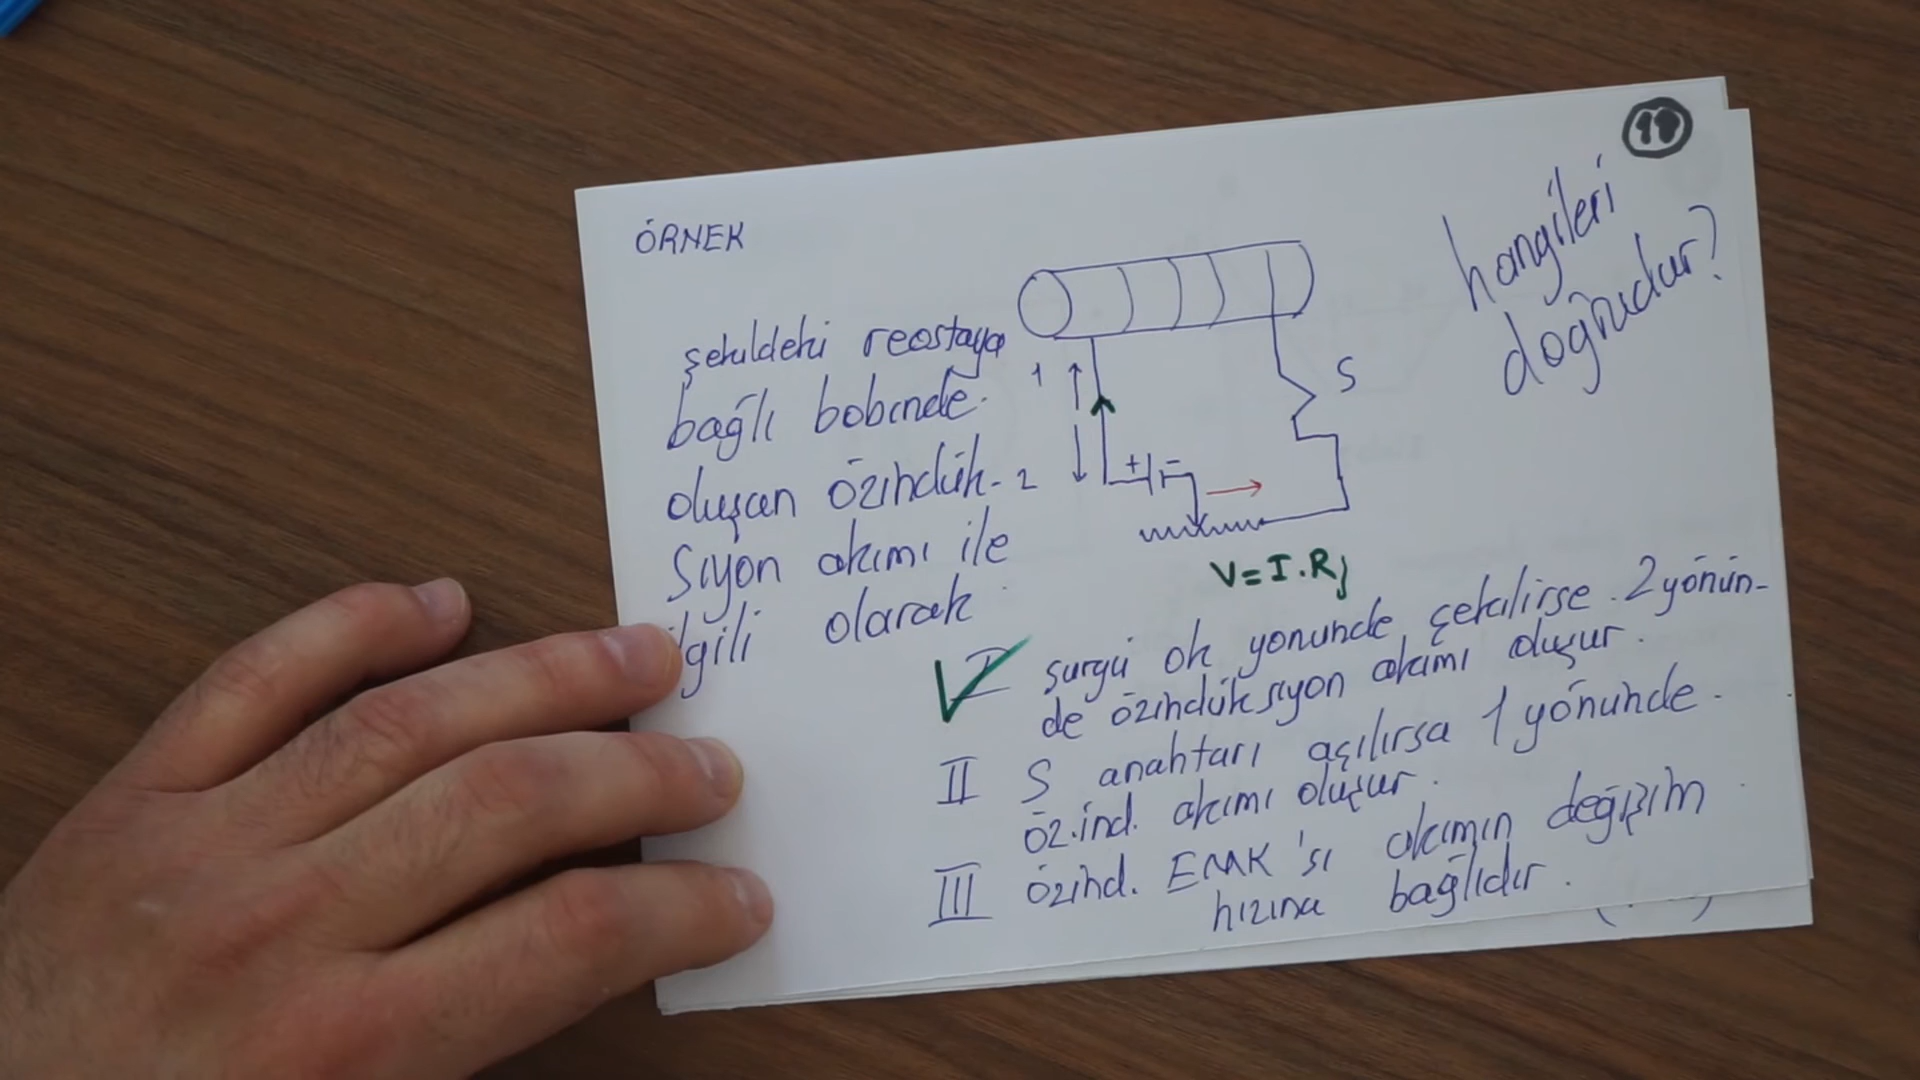 ÖRNEK
11
hangileri
doğrudur?
şekildeki reostaya
bağlı bobinde
oluşan özindük-
siyon akımı ile
ilgili olarak
1
2
S
+ -
V=I.R
I sürgü ok yönünde çekilirse 2 yönün-
de özindüksiyon akımı oluşur.
II S anahtarı açılırsa 1 yönünde
öz.ind. akımı oluşur.
III özind. EMK'sı akımın değişim
hızına bağlıdır.